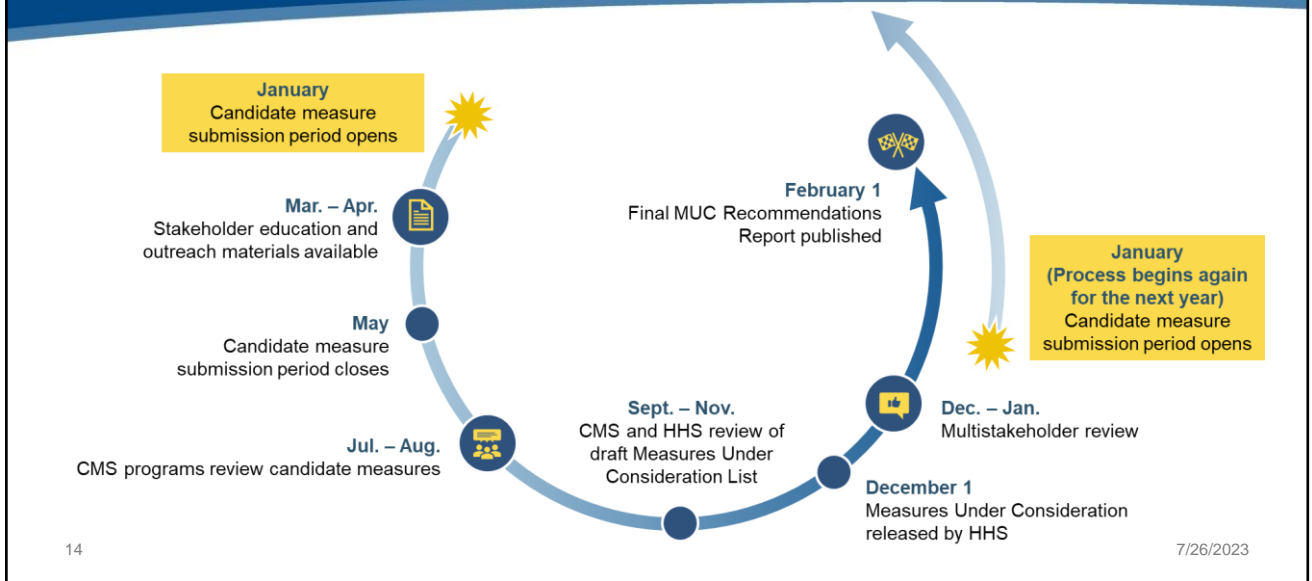 January
Candidate measure
submission period opens
Mar. – Apr.
Stakeholder education and
outreach materials available
May
Candidate measure
submission period closes
Jul. – Aug.
CMS programs review candidate measures
Sept. – Nov.
CMS and HHS review of
draft Measures Under
Consideration List
December 1
Measures Under Consideration
released by HHS
Dec. – Jan.
Multistakeholder review
February 1
Final MUC Recommendations
Report published
January
(Process begins again
for the next year)
Candidate measure
submission period opens
14
7/26/2023